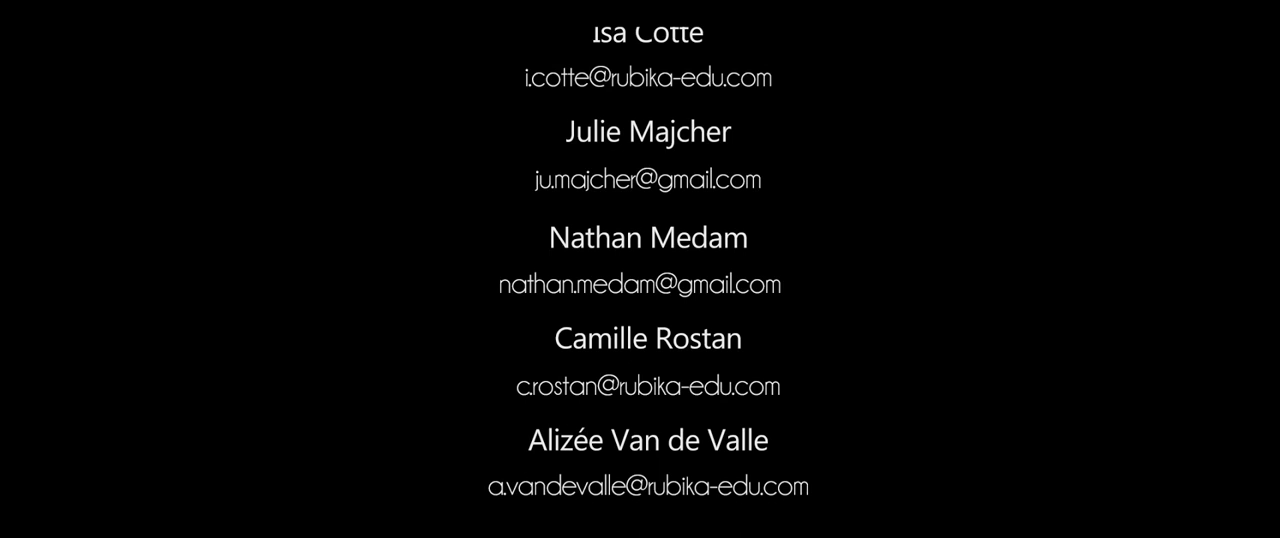 Isa Cotte
i.cotte@rubika-edu.com
Julie Majcher
ju.majcher@gmail.com
Nathan Medam
nathan.medam@gmail.com
Camille Rostan
c.rostan@rubika-edu.com
Alizée Van de Valle
a.vandevalle@rubika-edu.com